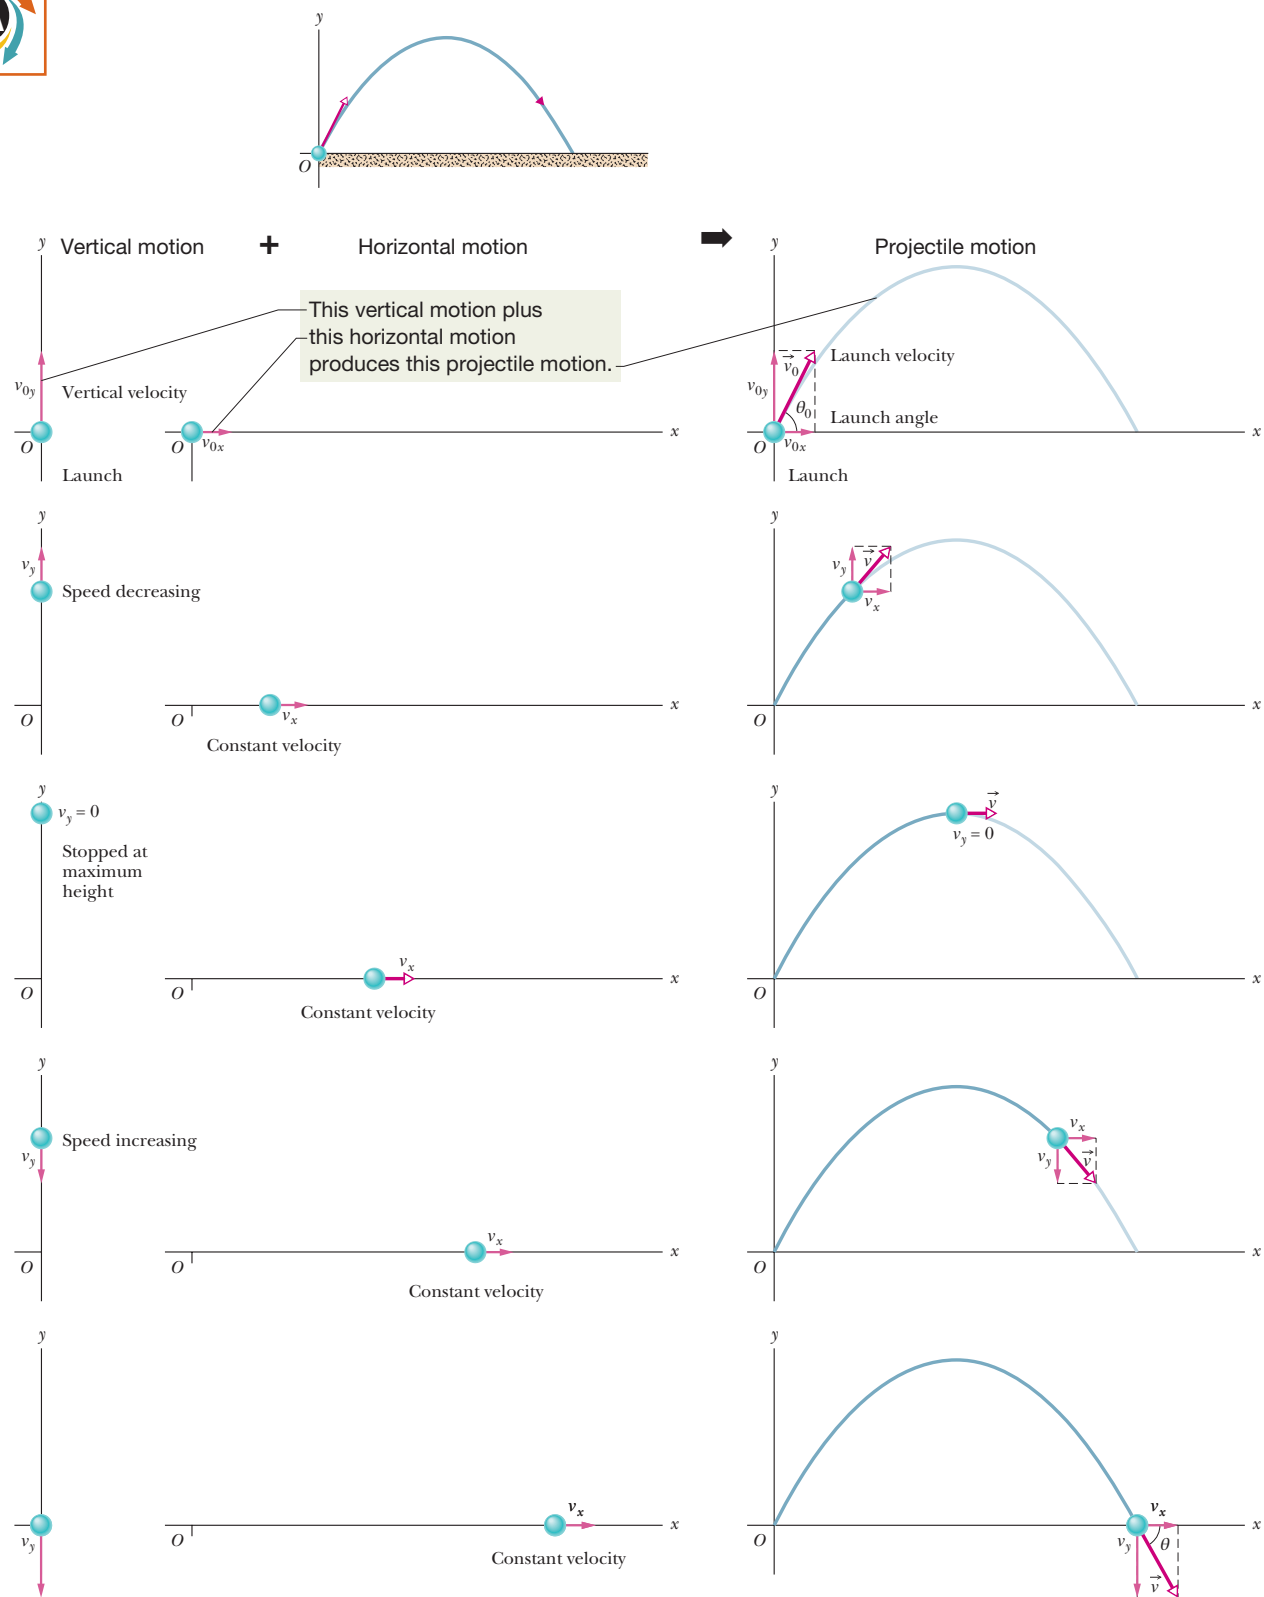 y
O
y Vertical motion + Horizontal motion y Projectile motion
This vertical motion plus
this horizontal motion
produces this projectile motion.
v0y
Vertical velocity
O
Launch
O
v0x
x
v⃗0
Launch velocity
v0y
θ0
Launch angle
O
v0x
x
Launch
y
vy
Speed decreasing
O
O
vx
x
Constant velocity
y
vy
v⃗
vx
O
x
y
vy = 0
Stopped at
maximum
height
O
vx
O
x
Constant velocity
y
v⃗
vy = 0
O
x
y
Speed increasing
vy
O
vx
O
x
Constant velocity
y
vx
vy
v⃗
O
x
y
vy
O
vx
x
Constant velocity
y
vx
O
vy
θ
x
v⃗